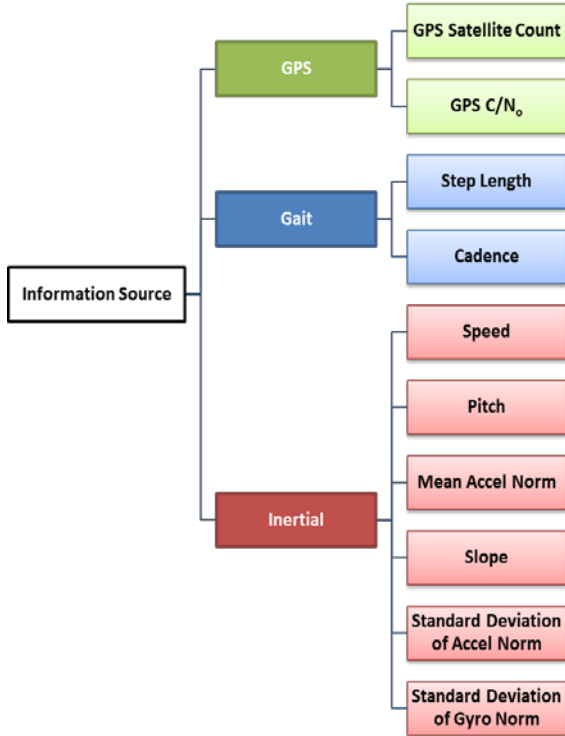 GPS Satellite Count
GPS
GPS C/Nₒ
Step Length
Gait
Cadence
Information Source
Speed
Pitch
Mean Accel Norm
Inertial
Slope
Standard Deviation
of Accel Norm
Standard Deviation
of Gyro Norm